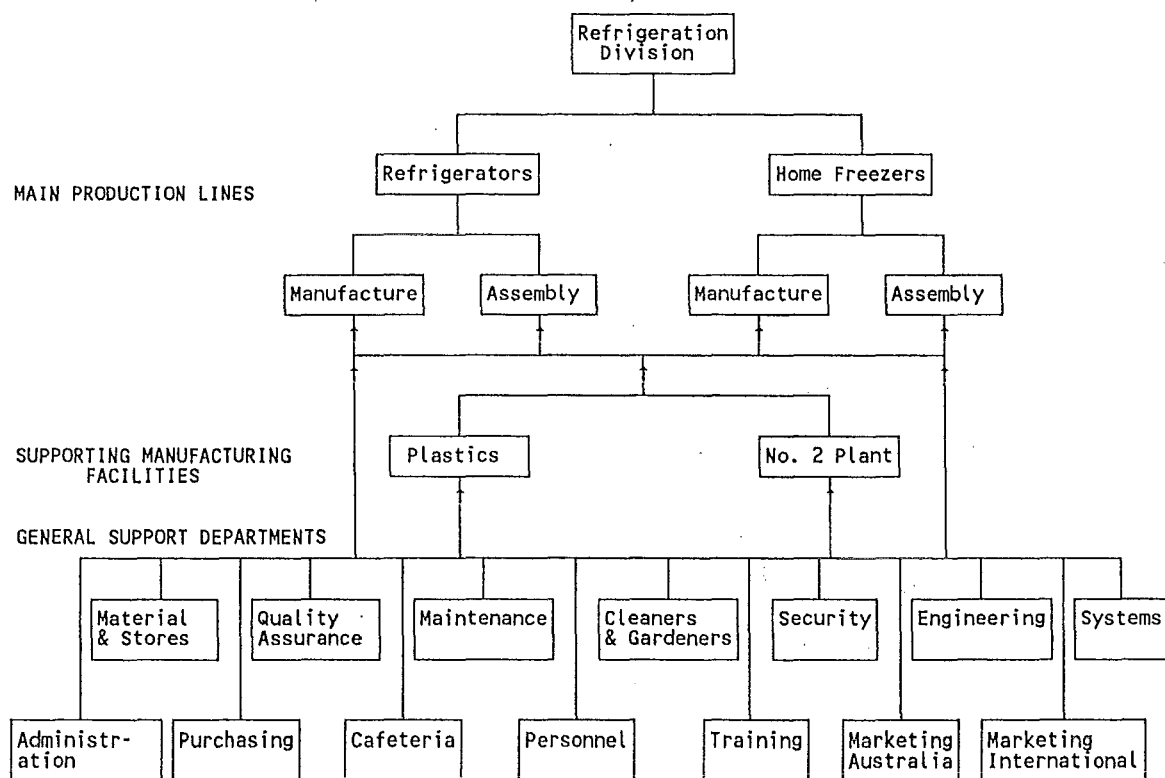 Refrigeration
Division
Refrigerators
Home Freezers
MAIN PRODUCTION LINES
Manufacture
Assembly
Manufacture
Assembly
Plastics
No. 2 Plant
SUPPORTING MANUFACTURING
FACILITIES
GENERAL SUPPORT DEPARTMENTS
Material
& Stores
Quality
Assurance
Maintenance
Cleaners
& Gardeners
Security
Engineering
Systems
Administr-
ation
Purchasing
Cafeteria
Personnel
Training
Marketing
Australia
Marketing
International